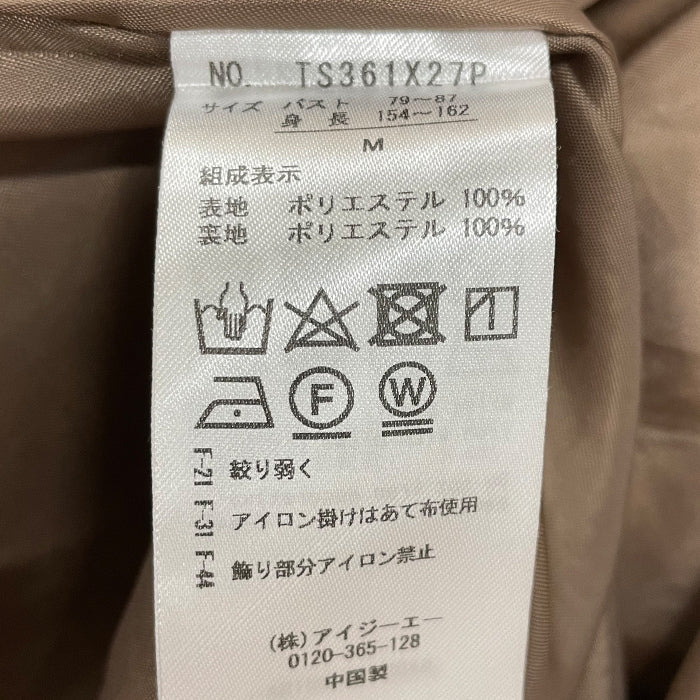 NO. TS361X27P
サイズ バスト 79～87
身長 154～162
M
組成表示
表地 ポリエステル 100%
裏地 ポリエステル 100%
F W
F-21 絞り弱く
F-31 アイロン掛けはあて布使用
F-44 飾り部分アイロン禁止
(株)アイジーエー
0120-365-128
中国製